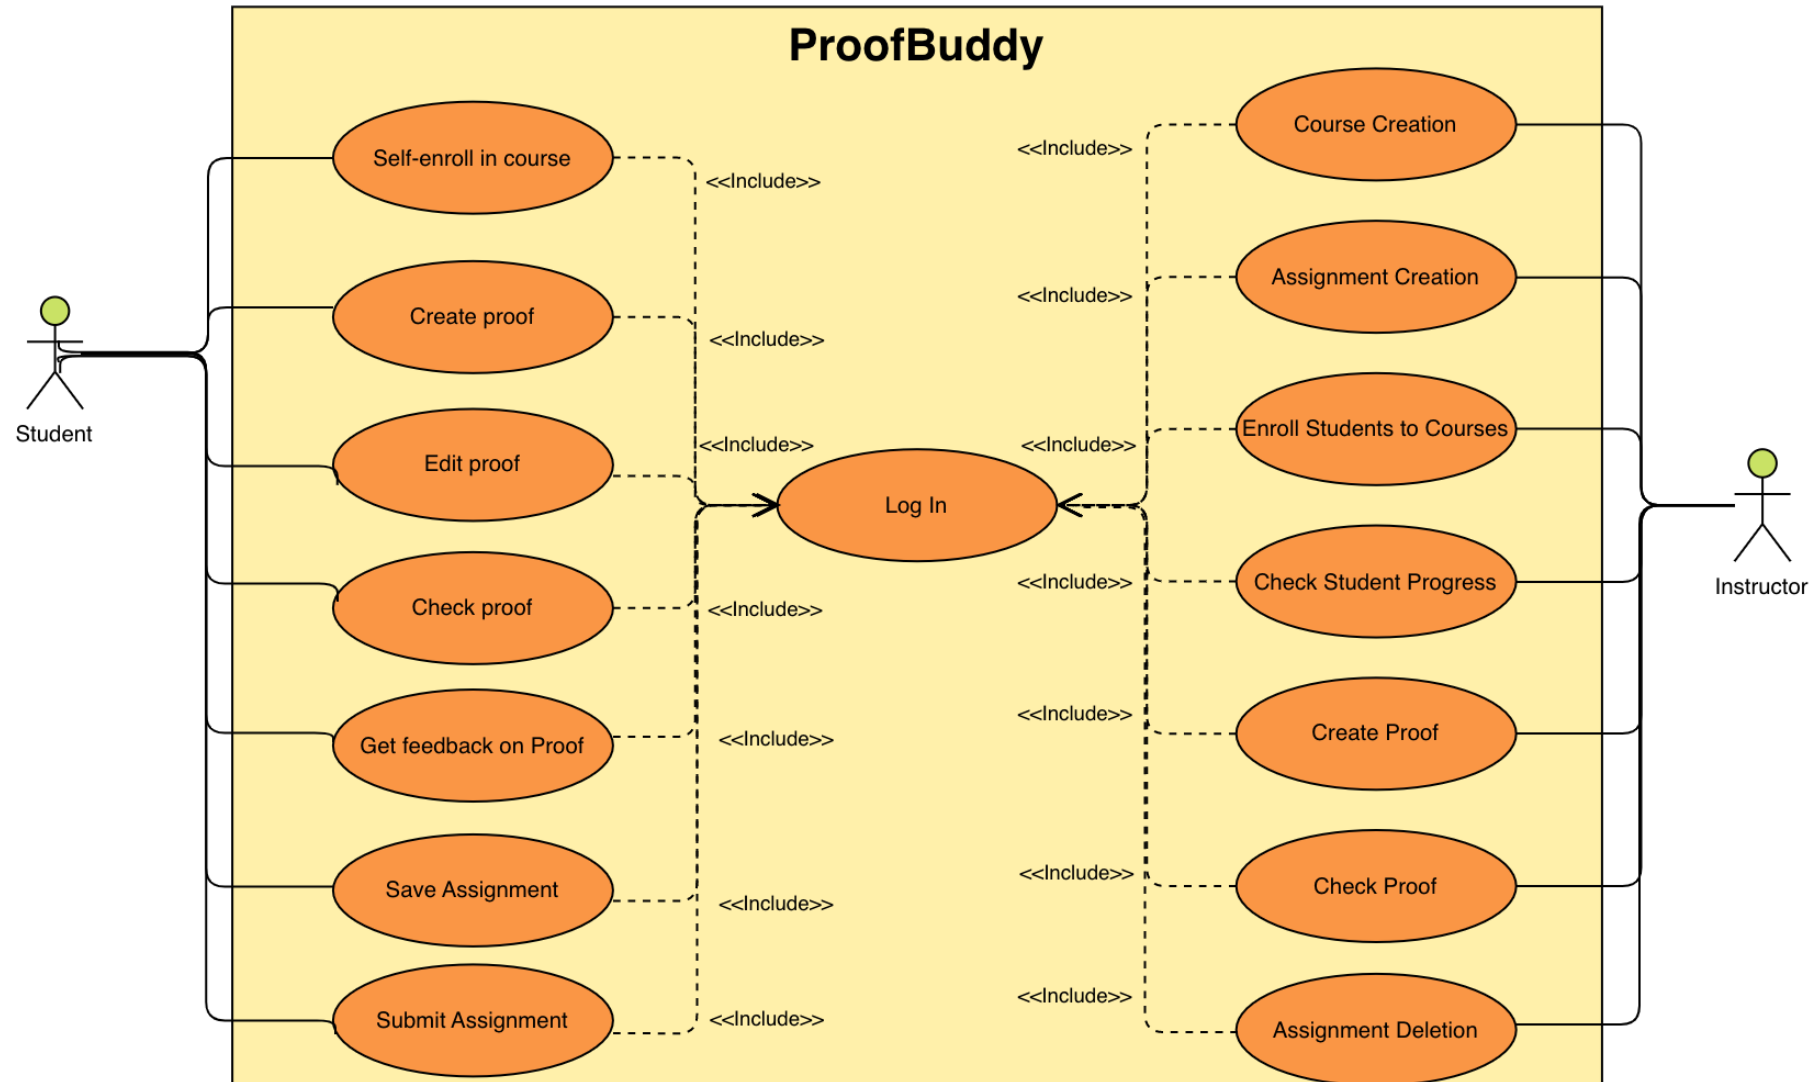 ProofBuddy
Course Creation
<<Include>>
Self-enroll in course
<<Include>>
Assignment Creation
<<Include>>
Create proof
<<Include>>
Enroll Students to Courses
Student
<<Include>>
<<Include>>
Edit proof
Log In
Check Student Progress
<<Include>>
Instructor
Check proof
<<Include>>
<<Include>>
Create Proof
Get feedback on Proof
<<Include>>
<<Include>>
Check Proof
Save Assignment
<<Include>>
<<Include>>
Submit Assignment
<<Include>>
Assignment Deletion